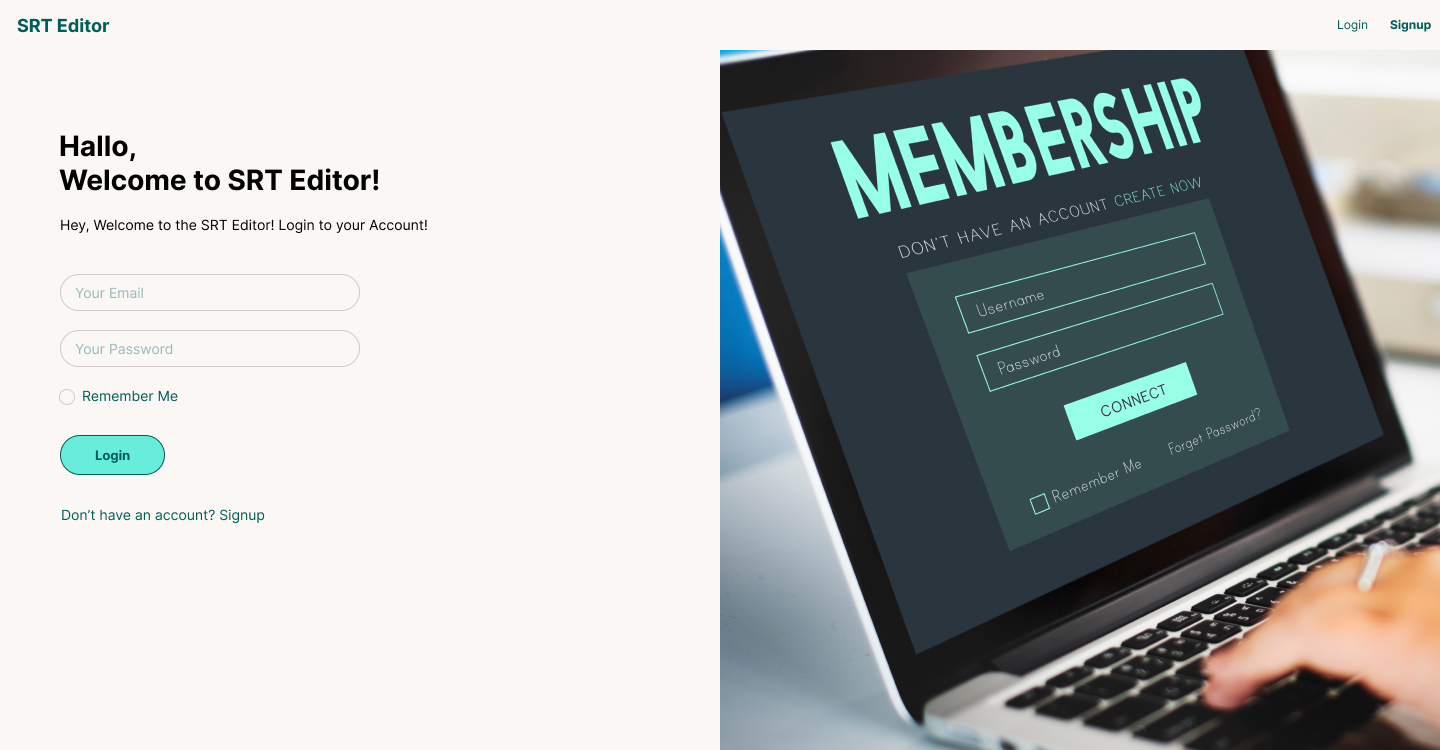 SRT Editor
Login
Signup
Hallo,
Welcome to SRT Editor!
Hey, Welcome to the SRT Editor! Login to your Account!
Your Email
Your Password
Remember Me
Login
Don’t have an account? Signup
MEMBERSHIP
DON'T HAVE AN ACCOUNT CREATE NOW
Username
Password
CONNECT
Remember Me
Forget Password?